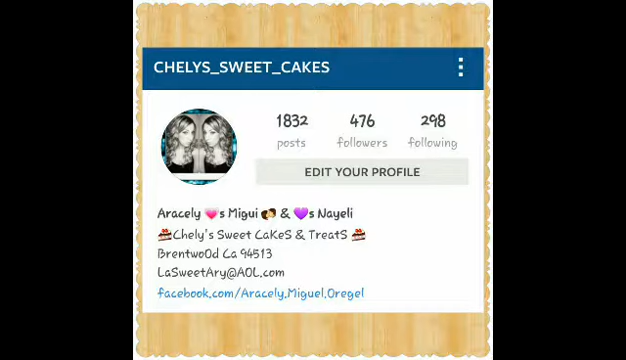 CHELYS_SWEET_CAKES
1832 476 298
posts followers following
EDIT YOUR PROFILE
Aracely 💗s Migui 💏 & 💜s Nayeli
🍰Chely's Sweet CaKeS & TreatS 🍰
BrentwoOd Ca 94513
LaSweetAry@AOL.com
facebook.com/Aracely.Miguel.Oregel